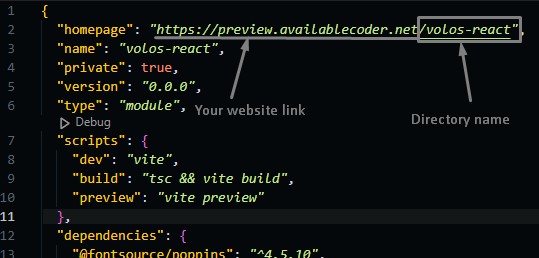 1 {
2 "homepage": "https://preview.availablecoder.net/volos-react",
3 "name": "volos-react",
4 "private": true,
5 "version": "0.0.0",
6 "type": "module",
Your website link
Directory name
Debug
7 "scripts": {
8 "dev": "vite",
9 "build": "tsc && vite build",
10 "preview": "vite preview"
11 },
12 "dependencies": {
13 "@fontsource/poppins": "^4.5.10",